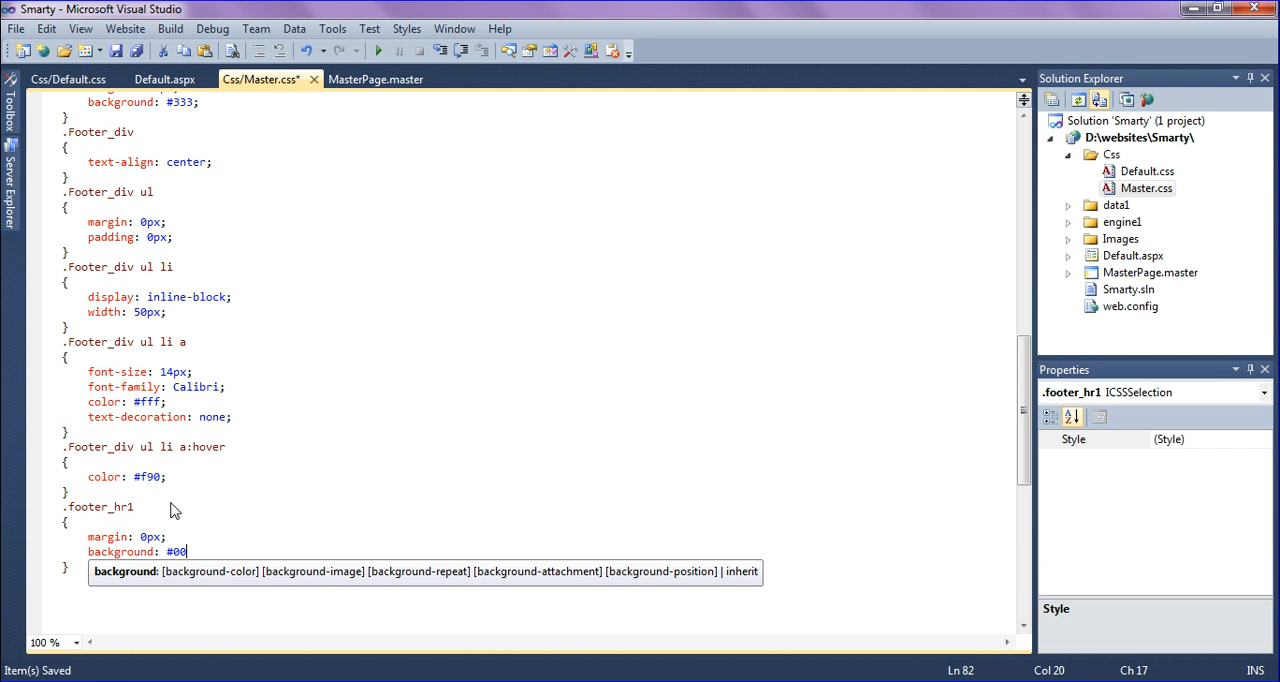 Smarty - Microsoft Visual Studio
File Edit View Website Build Debug Team Data Tools Test Styles Window Help
Css/Default.css Default.aspx Css/Master.css* MasterPage.master
Toolbox
Server Explorer
background: #333;
}
.Footer_div
{
text-align: center;
}
.Footer_div ul
{
margin: 0px;
padding: 0px;
}
.Footer_div ul li
{
display: inline-block;
width: 50px;
}
.Footer_div ul li a
{
font-size: 14px;
font-family: Calibri;
color: #fff;
text-decoration: none;
}
.Footer_div ul li a:hover
{
color: #f90;
}
.footer_hr1
{
margin: 0px;
background: #00
}
background: [background-color] [background-image] [background-repeat] [background-attachment] [background-position] | inherit
100 %
Item(s) Saved
Ln 82 Col 20 Ch 17 INS
Solution Explorer
Solution 'Smarty' (1 project)
D:\websites\Smarty\
Css
Default.css
Master.css
data1
engine1
Images
Default.aspx
MasterPage.master
Smarty.sln
web.config
Properties
.footer_hr1 ICSSSelection
Style (Style)
Style